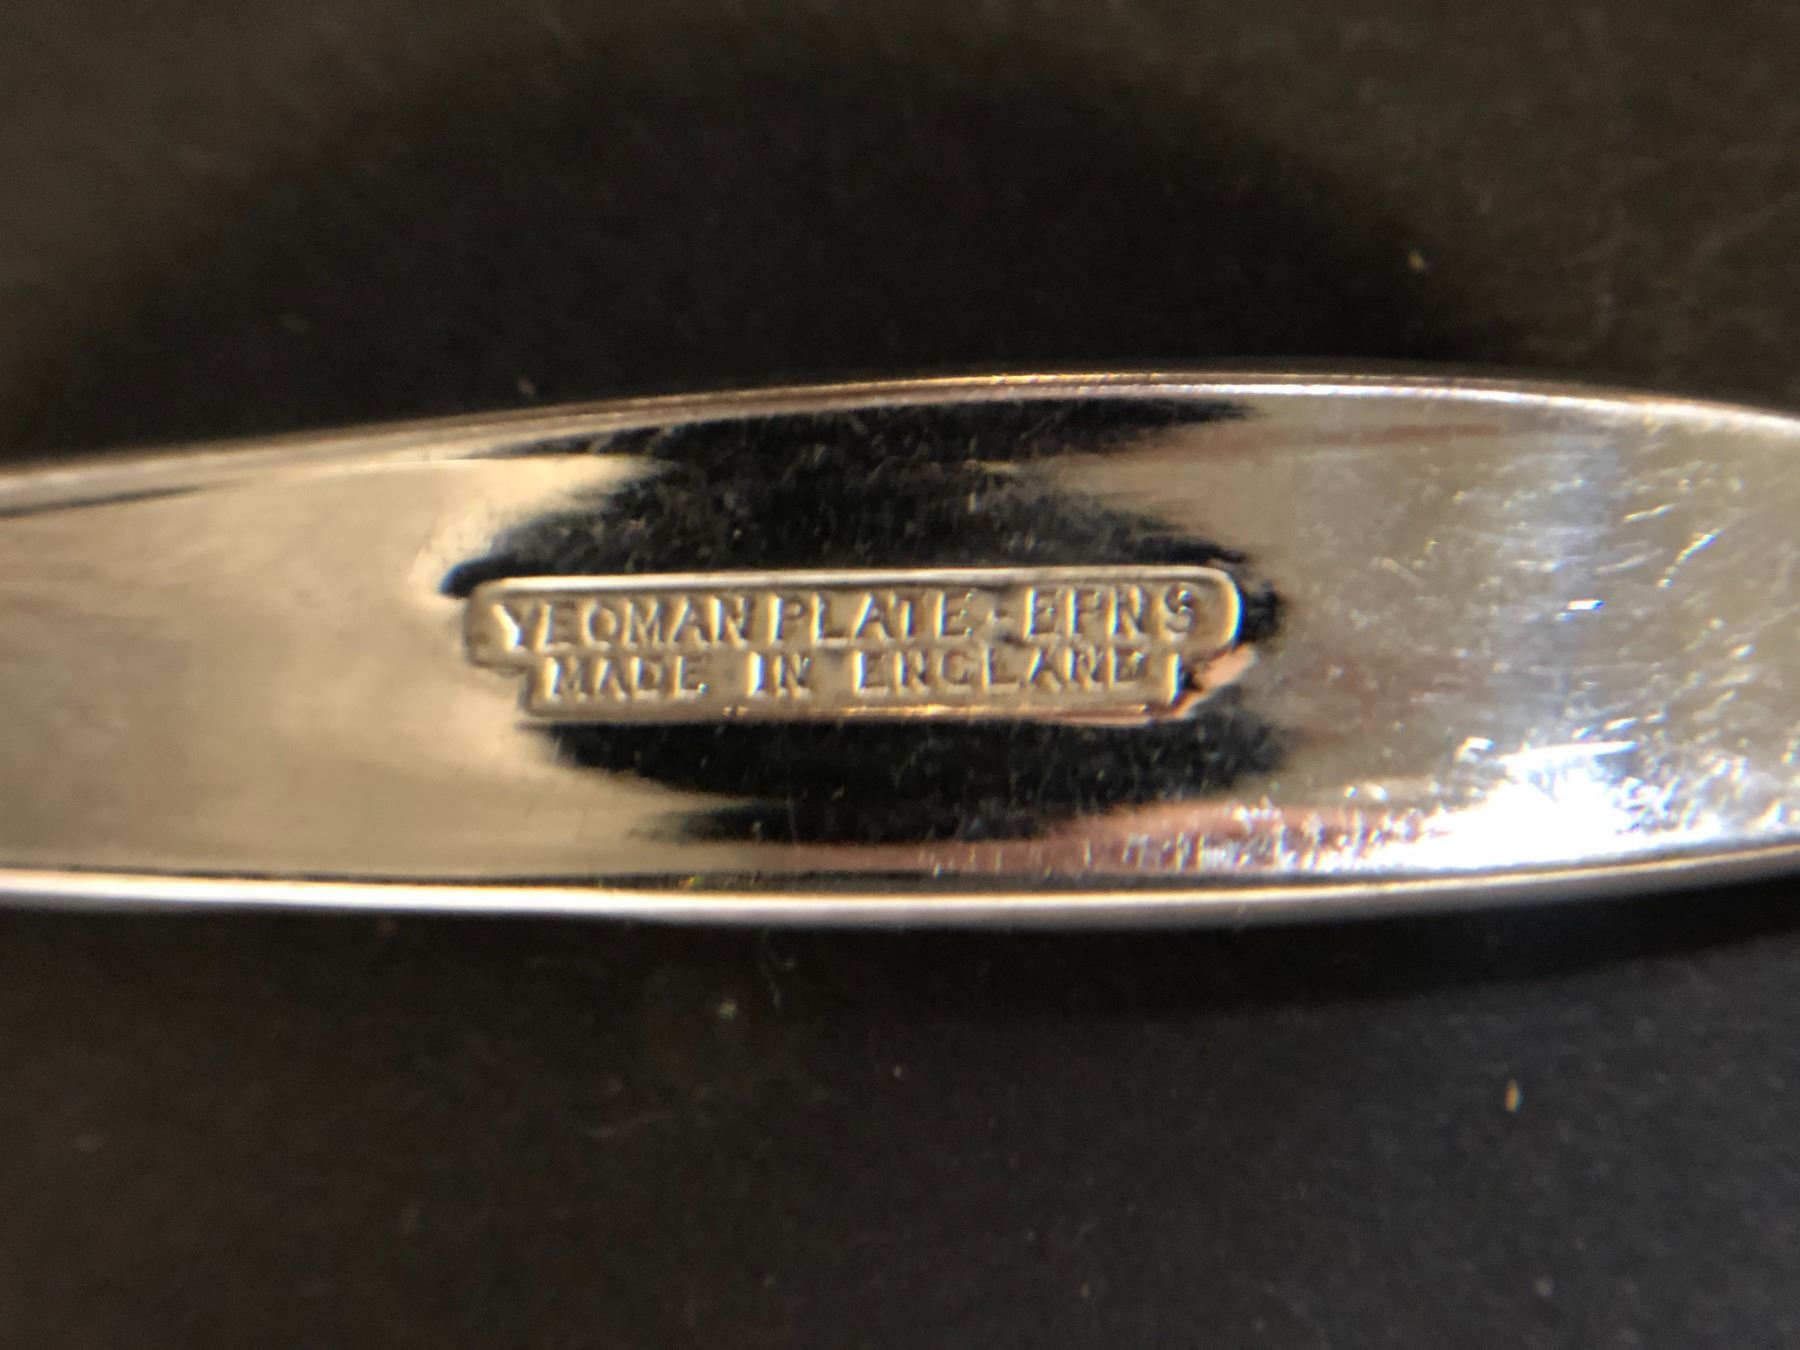 YEOMAN PLATE - EPNS
MADE IN ENGLAND